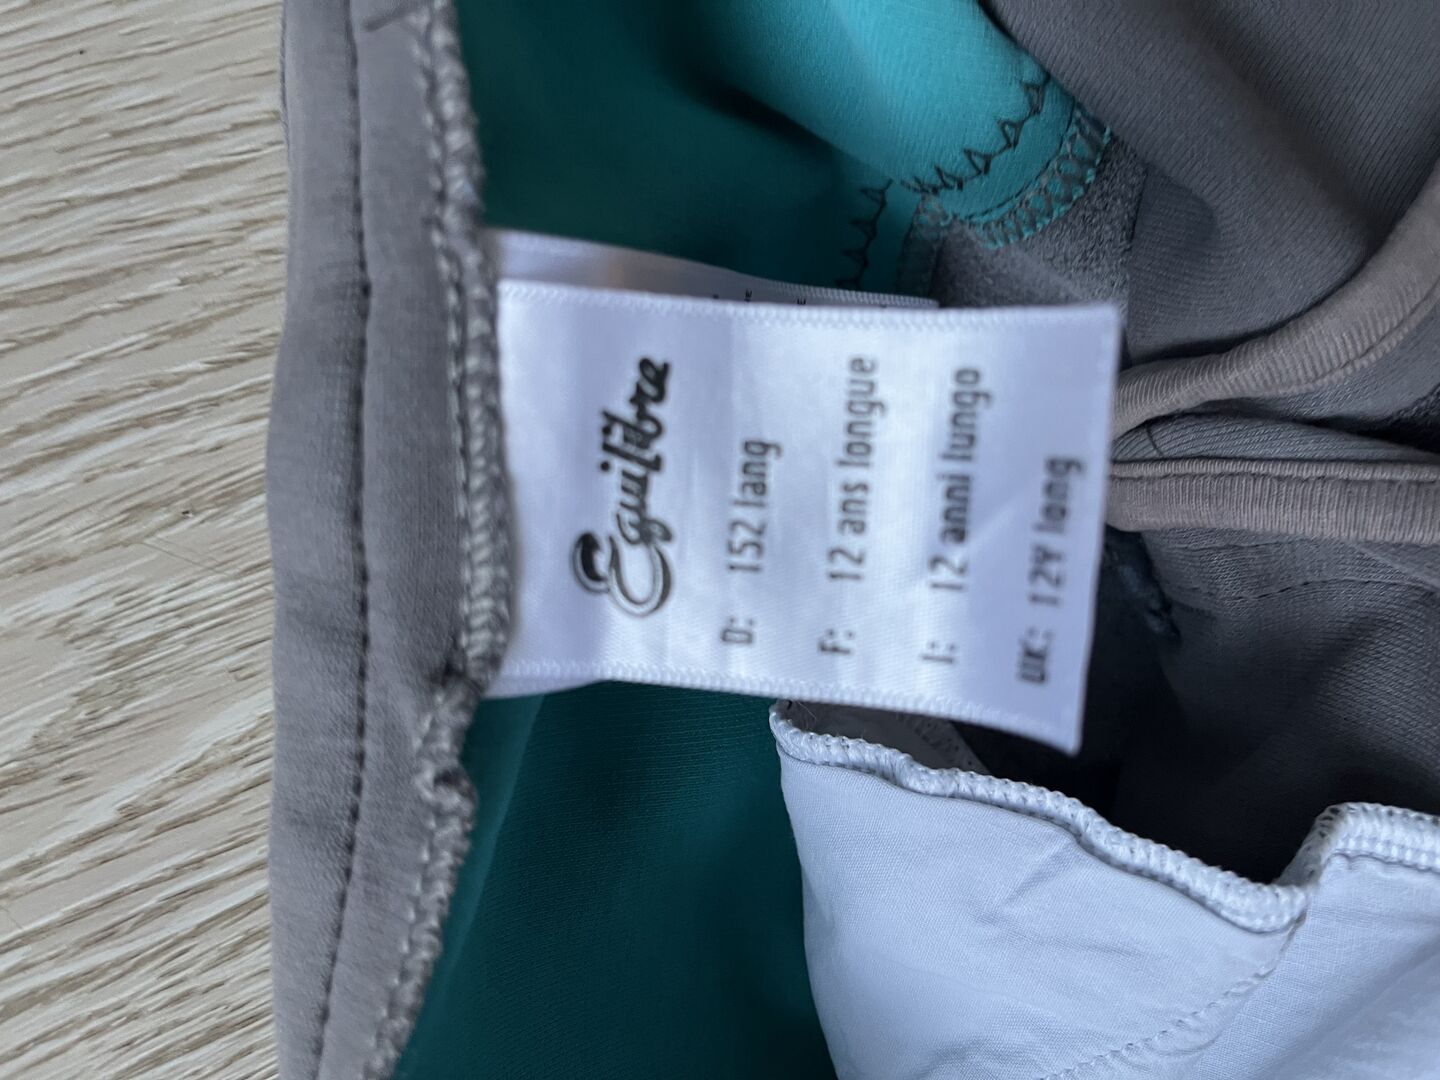 Equilibre
D: 152 lang
F: 12 ans longue
I: 12 anni lungo
UK: 12Y long